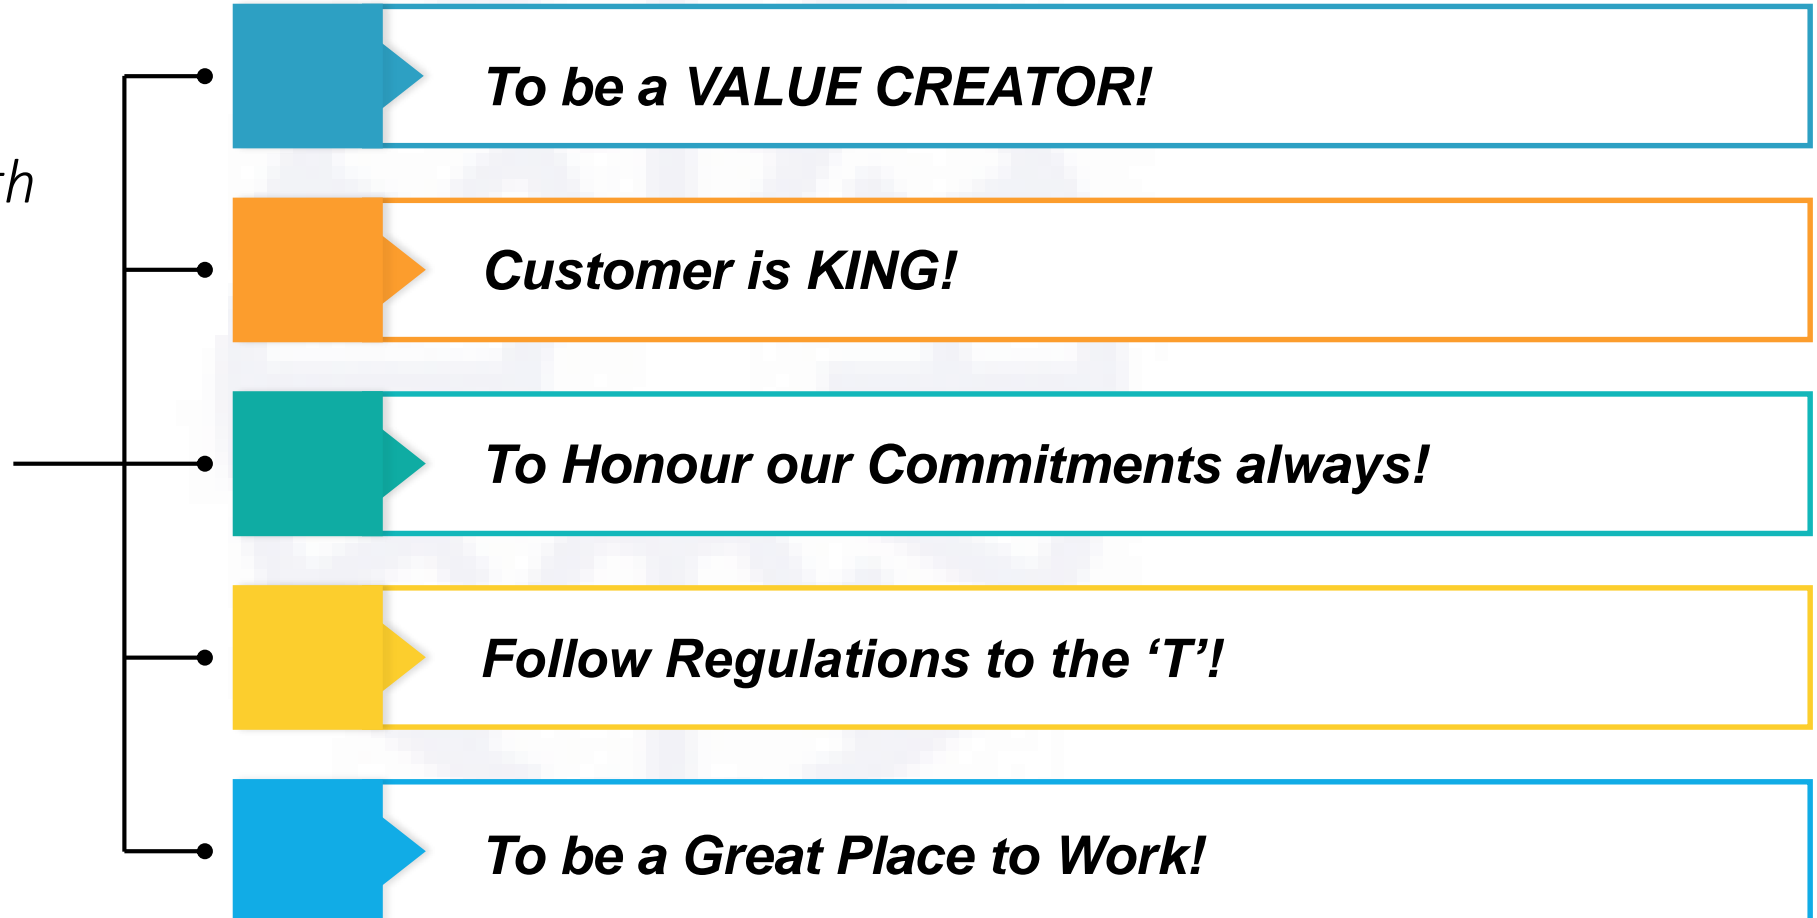 To be a VALUE CREATOR!
Customer is KING!
To Honour our Commitments always!
Follow Regulations to the ‘T’!
To be a Great Place to Work!